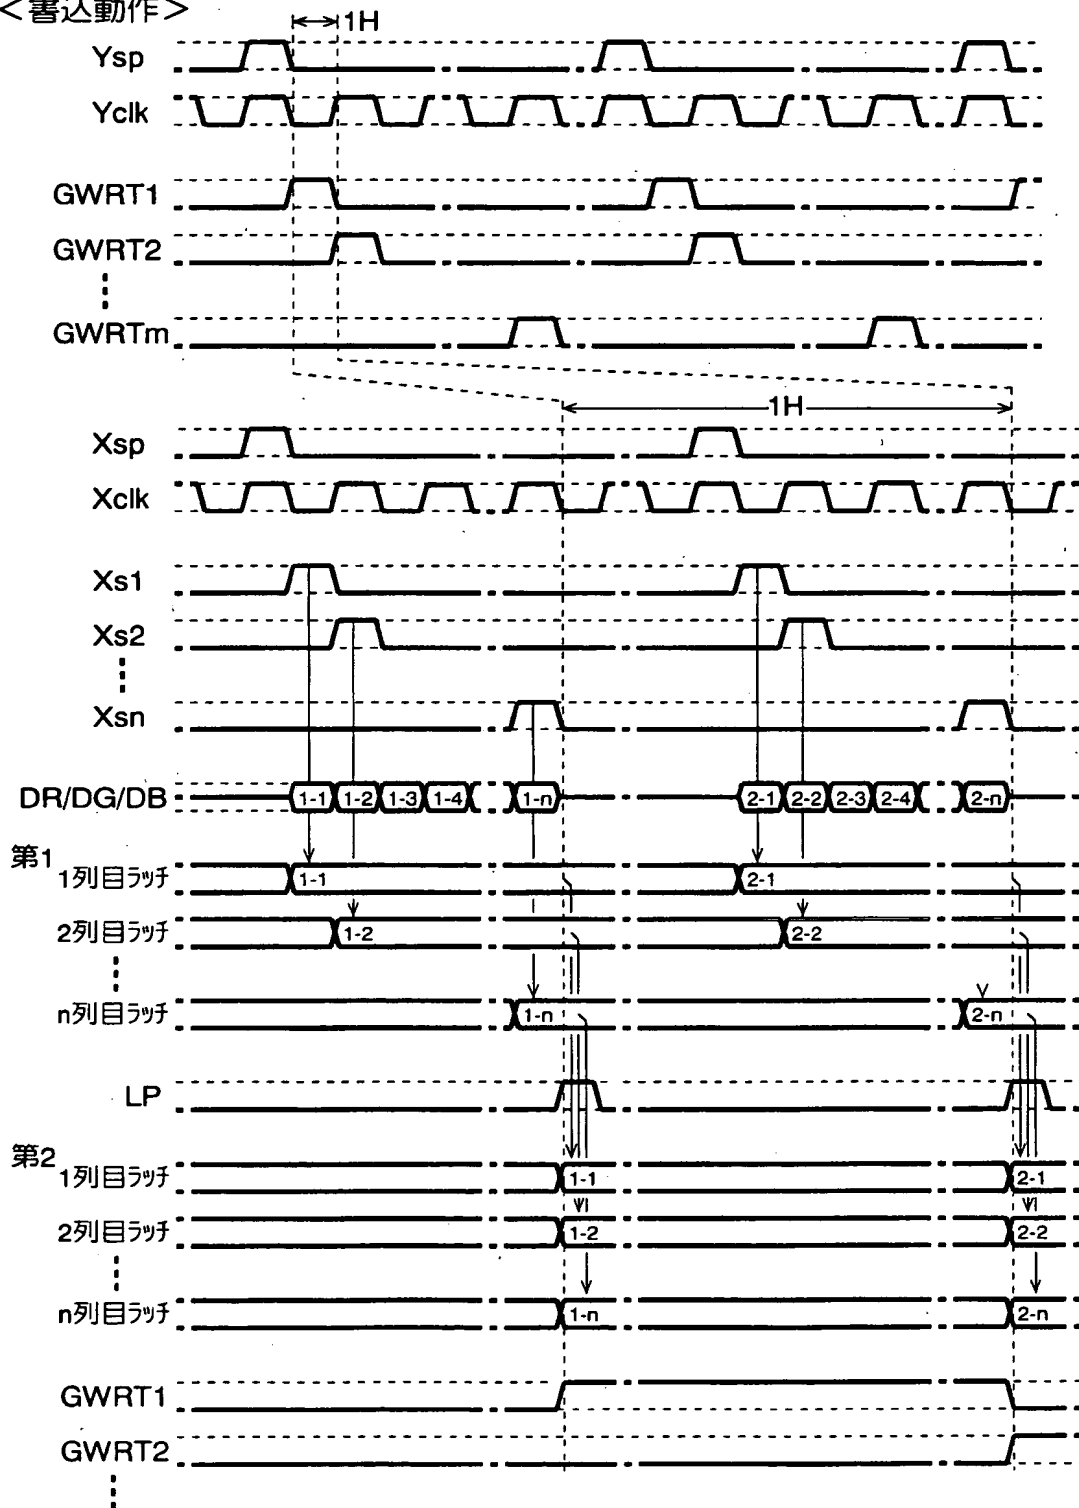 <書込動作>
1H
Ysp
Yclk
GWRT1
GWRT2
GWRTm
1H
Xsp
Xclk
Xs1
Xs2
Xsn
DR/DG/DB 1-1 1-2 1-3 1-4 1-n 2-1 2-2 2-3 2-4 2-n
第1
1列目ラッチ 1-1 2-1
2列目ラッチ 1-2 2-2
n列目ラッチ 1-n 2-n
LP
第2
1列目ラッチ 1-1 2-1
2列目ラッチ 1-2 2-2
n列目ラッチ 1-n 2-n
GWRT1
GWRT2